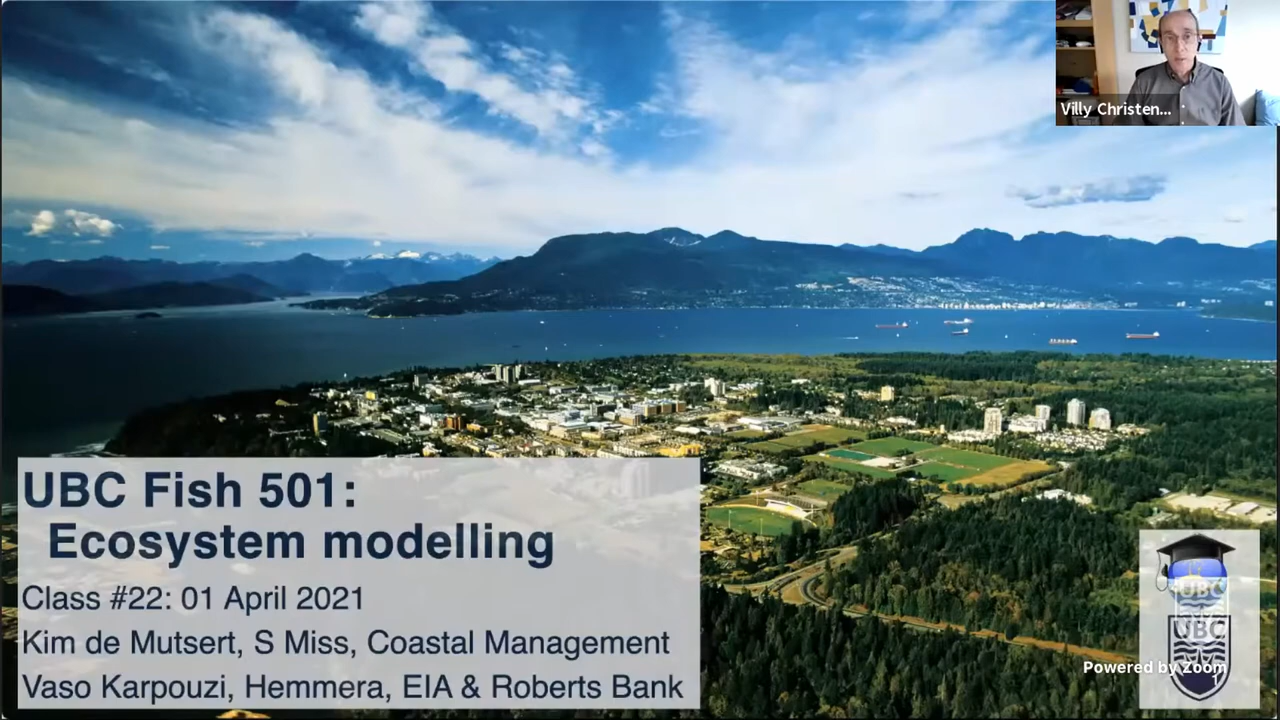 Villy Christen...
UBC Fish 501:
Ecosystem modelling
Class #22: 01 April 2021
Kim de Mutsert, S Miss, Coastal Management
Vaso Karpouzi, Hemmera, EIA & Roberts Bank
UBC
UBC
Powered by Zoom